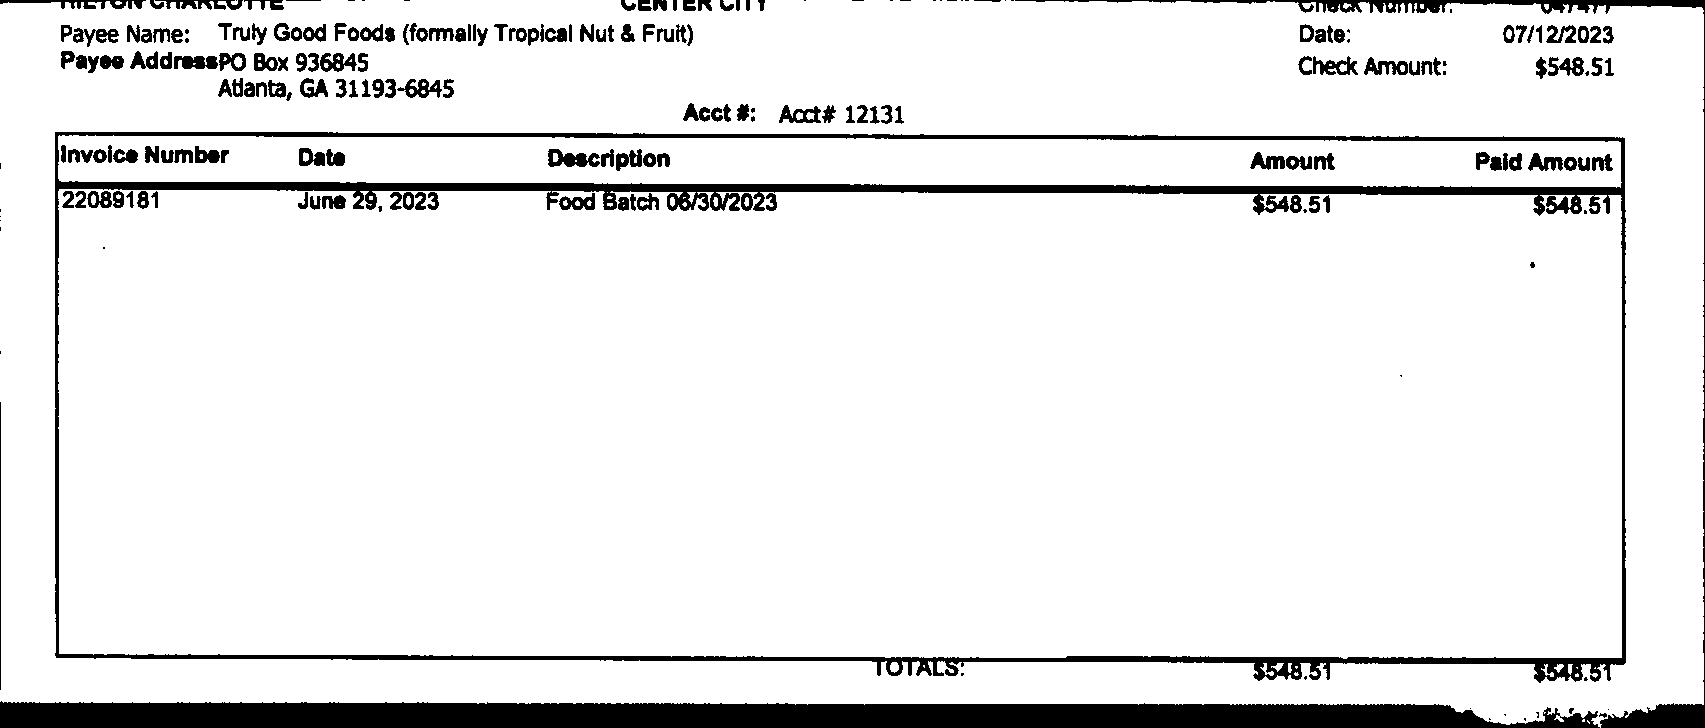 HILTON CHARLOTTE CENTER CITY Check Number:
Payee Name: Truly Good Foods (formally Tropical Nut & Fruit) Date: 07/12/2023
Payee Address PO Box 936845 Check Amount: $548.51
Atlanta, GA 31193-6845
Acct #: Acct# 12131
Invoice Number Date Description Amount Paid Amount
22089181 June 29, 2023 Food Batch 06/30/2023 $548.51 $548.51
TOTALS: $548.51 $548.51